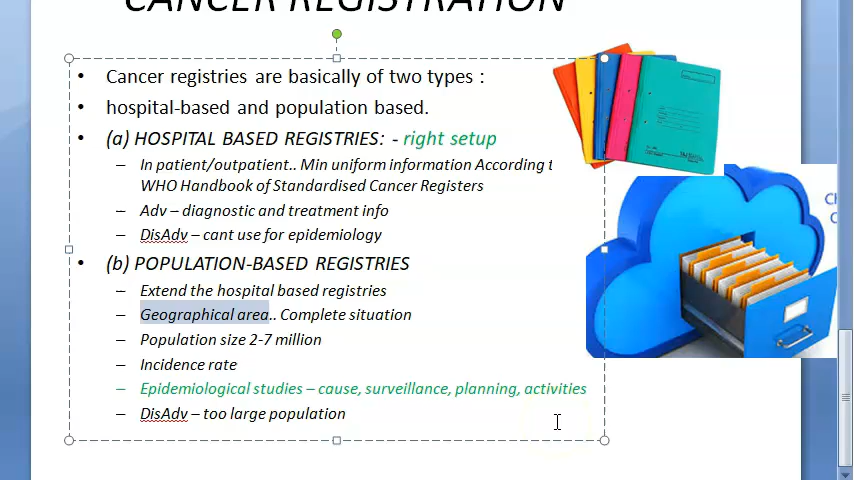 CANCER REGISTRATION
• Cancer registries are basically of two types :
• hospital-based and population based.
• (a) HOSPITAL BASED REGISTRIES: - right setup
– In patient/outpatient.. Min uniform information According t
WHO Handbook of Standardised Cancer Registers
– Adv – diagnostic and treatment info
– DisAdv – cant use for epidemiology
• (b) POPULATION-BASED REGISTRIES
– Extend the hospital based registries
– Geographical area.. Complete situation
– Population size 2-7 million
– Incidence rate
– Epidemiological studies – cause, surveillance, planning, activities
– DisAdv – too large population